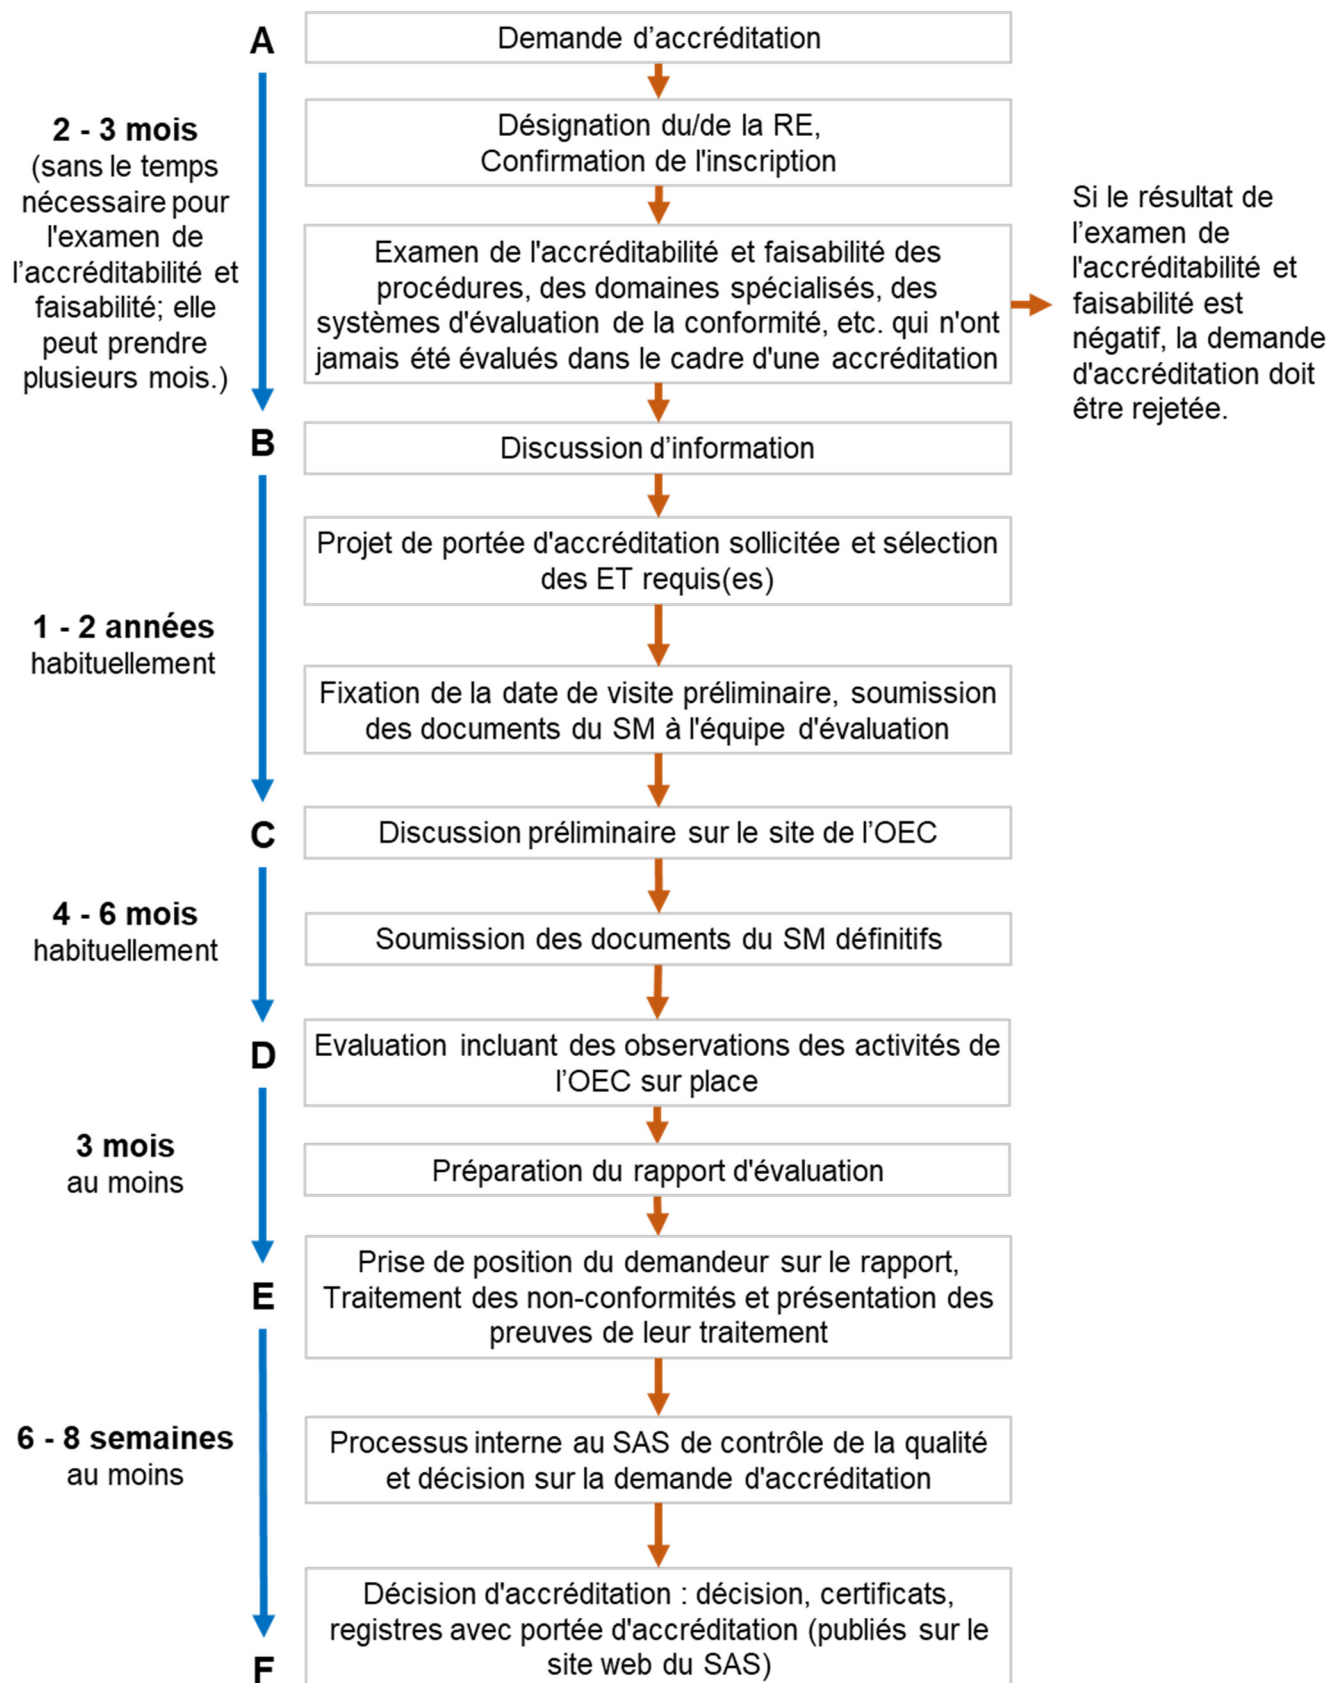 A
Demande d’accréditation
2 - 3 mois
(sans le temps
nécessaire pour
l'examen de
l’accréditabilité et
faisabilité; elle
peut prendre
plusieurs mois.)
Désignation du/de la RE,
Confirmation de l'inscription
Examen de l'accréditabilité et faisabilité des
procédures, des domaines spécialisés, des
systèmes d'évaluation de la conformité, etc. qui n'ont
jamais été évalués dans le cadre d'une accréditation
Si le résultat de
l’examen de
l'accréditabilité et
faisabilité est
négatif, la demande
d'accréditation doit
être rejetée.
B
Discussion d’information
1 - 2 années
habituellement
Projet de portée d'accréditation sollicitée et sélection
des ET requis(es)
Fixation de la date de visite préliminaire, soumission
des documents du SM à l'équipe d'évaluation
C
Discussion préliminaire sur le site de l’OEC
4 - 6 mois
habituellement
Soumission des documents du SM définitifs
D
Evaluation incluant des observations des activités de
l’OEC sur place
3 mois
au moins
Préparation du rapport d'évaluation
E
Prise de position du demandeur sur le rapport,
Traitement des non-conformités et présentation des
preuves de leur traitement
6 - 8 semaines
au moins
Processus interne au SAS de contrôle de la qualité
et décision sur la demande d'accréditation
F
Décision d'accréditation : décision, certificats,
registres avec portée d'accréditation (publiés sur le
site web du SAS)